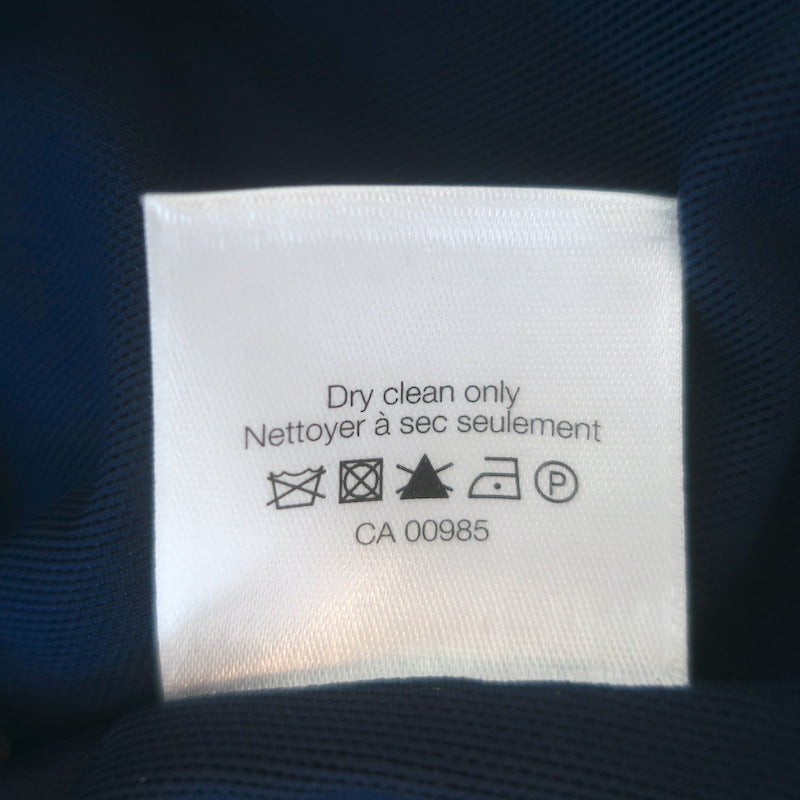 Dry clean only
Nettoyer à sec seulement
P
CA 00985